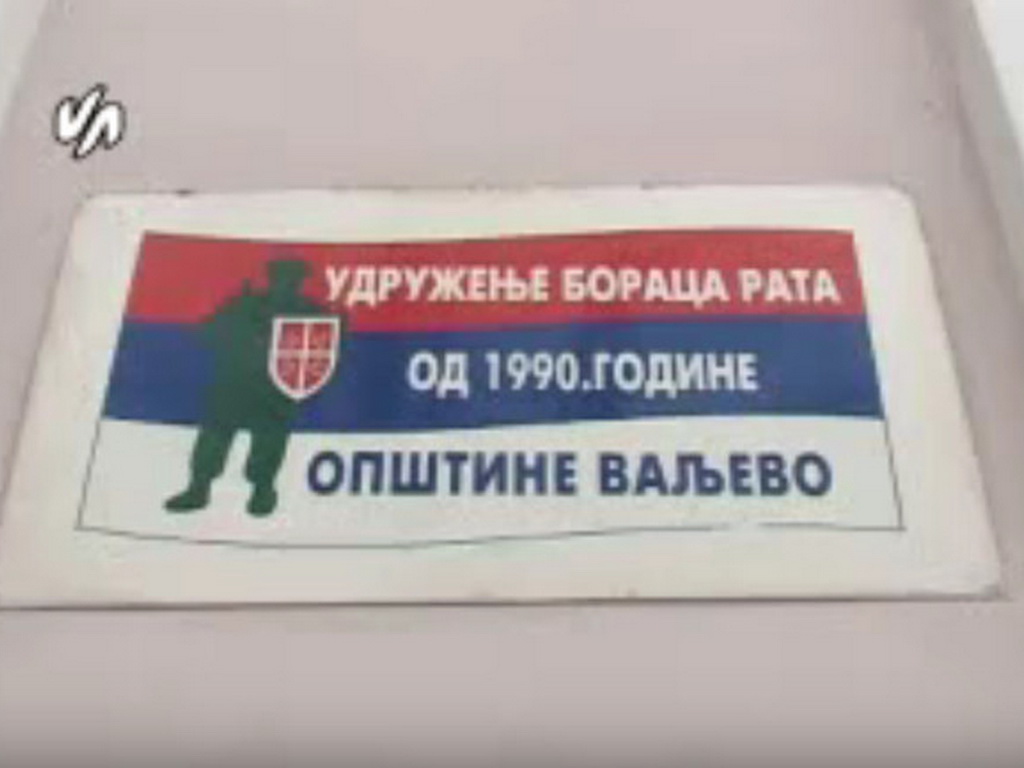 УДРУЖЕЊЕ БОРАЦА РАТА
ОД 1990.ГОДИНЕ
ОПШТИНЕ ВАЉЕВО